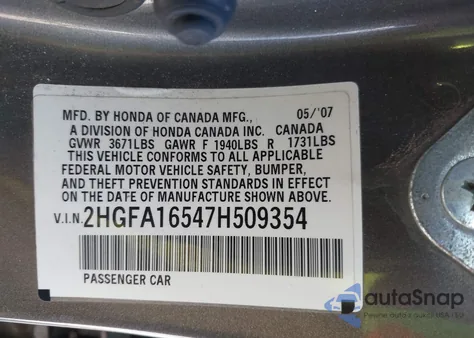 MFD. BY HONDA OF CANADA MFG., 05/'07
A DIVISION OF HONDA CANADA INC. CANADA
GVWR 3671LBS GAWR F 1940LBS R 1731LBS
THIS VEHICLE CONFORMS TO ALL APPLICABLE
FEDERAL MOTOR VEHICLE SAFETY, BUMPER,
AND THEFT PREVENTION STANDARDS IN EFFECT
ON THE DATE OF MANUFACTURE SHOWN ABOVE.
V.I.N. 2HGFA16547H509354
PASSENGER CAR
autaSnap